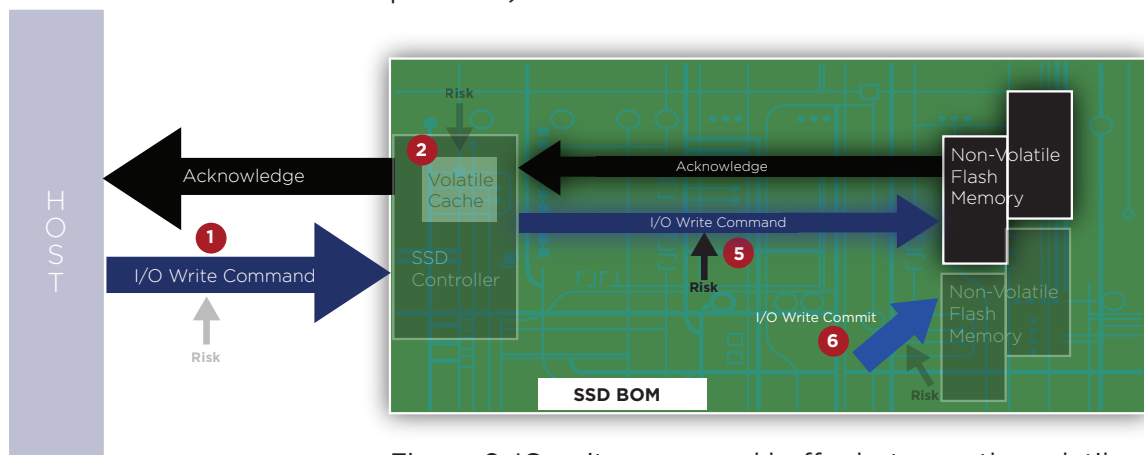 Risk
2
Acknowledge
Volatile
Cache
Acknowledge
Non-Volatile
Flash
Memory
HOST
1
I/O Write Command
I/O Write Command
5
SSD
Controller
Risk
Risk
Non-Volatile
Flash
Memory
I/O Write Commit
6
Risk
SSD BOM